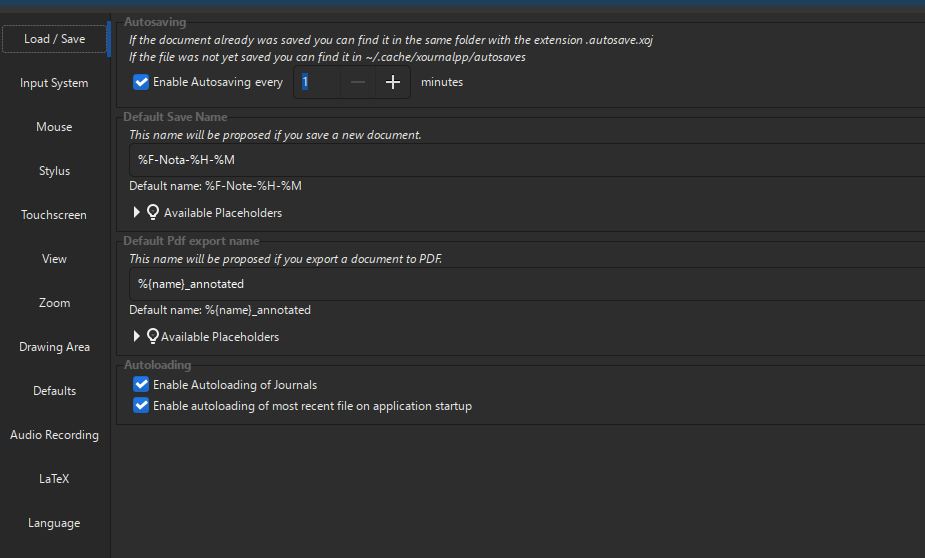 Load / Save
Input System
Mouse
Stylus
Touchscreen
View
Zoom
Drawing Area
Defaults
Audio Recording
LaTeX
Language
Autosaving
If the document already was saved you can find it in the same folder with the extension .autosave.xoj
If the file was not yet saved you can find it in ~/.cache/xournalpp/autosaves
Enable Autosaving every 1 minutes
Default Save Name
This name will be proposed if you save a new document.
%F-Nota-%H-%M
Default name: %F-Note-%H-%M
Available Placeholders
Default Pdf export name
This name will be proposed if you export a document to PDF.
%{name}_annotated
Default name: %{name}_annotated
Available Placeholders
Autoloading
Enable Autoloading of Journals
Enable autoloading of most recent file on application startup